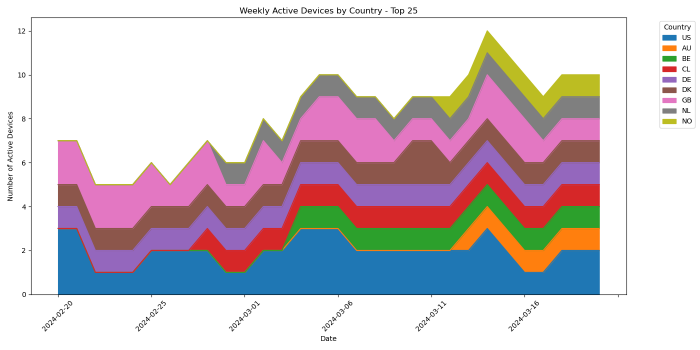 Weekly Active Devices by Country - Top 25
Number of Active Devices
12
10
8
6
4
2
0
2024-02-20
2024-02-25
2024-03-01
2024-03-06
2024-03-11
2024-03-16
Date
Country
US
AU
BE
CL
DE
DK
GB
NL
NO